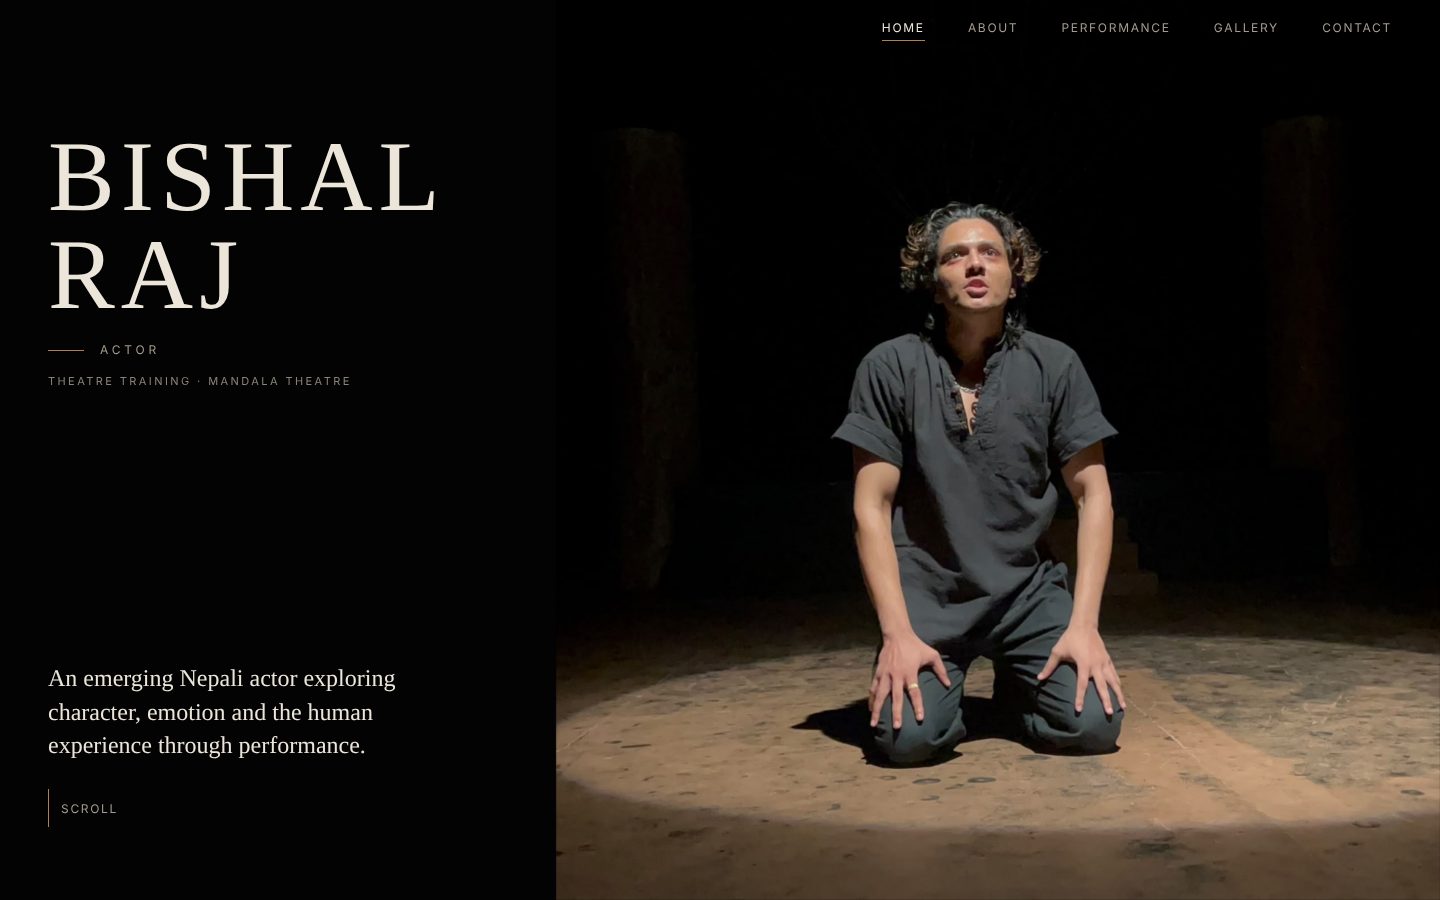 HOME
ABOUT
PERFORMANCE
GALLERY
CONTACT
BISHAL
RAJ
ACTOR
THEATRE TRAINING · MANDALA THEATRE
An emerging Nepali actor exploring
character, emotion and the human
experience through performance.
SCROLL